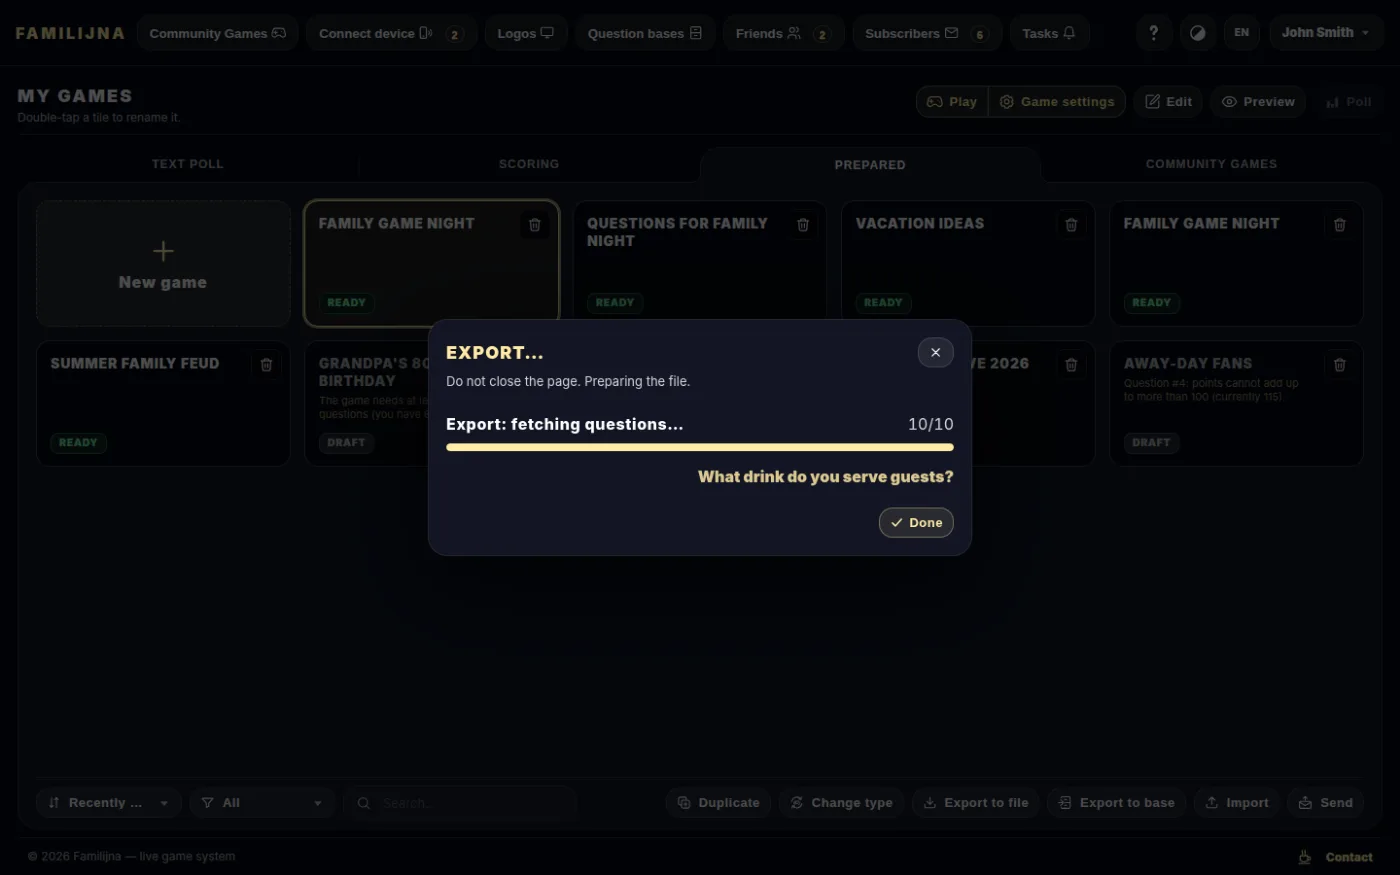 FAMILIJNA
Community Games
Connect device 2
Logos
Question bases
Friends 2
Subscribers 6
Tasks
?
EN
John Smith
MY GAMES
Double-tap a tile to rename it.
Play
Game settings
Edit
Preview
Poll
TEXT POLL
SCORING
PREPARED
COMMUNITY GAMES
New game
FAMILY GAME NIGHT
READY
QUESTIONS FOR FAMILY
NIGHT
READY
VACATION IDEAS
READY
FAMILY GAME NIGHT
READY
SUMMER FAMILY FEUD
READY
GRANDPA'S 80
BIRTHDAY
The game needs at
questions (you have
DRAFT
2026
AWAY-DAY FANS
Question #4: points cannot add up
to more than 100 (currently 115).
DRAFT
EXPORT...
Do not close the page. Preparing the file.
Export: fetching questions... 10/10
What drink do you serve guests?
Done
Recently ...
All
Search...
Duplicate
Change type
Export to file
Export to base
Import
Send
© 2026 Familijna — live game system
Contact